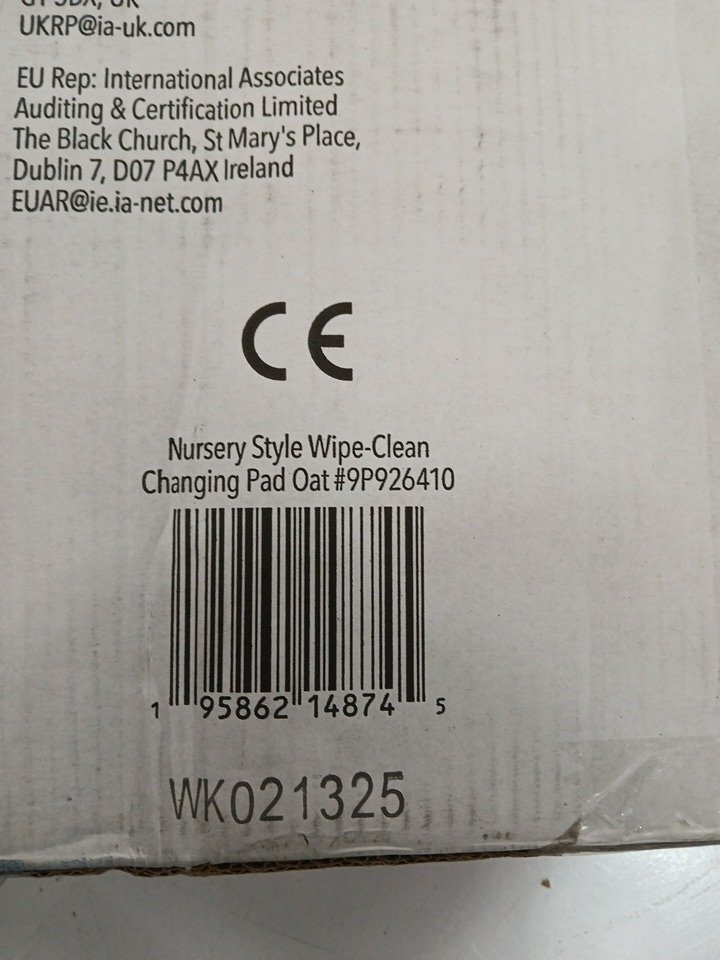 UKRP@ia-uk.com
EU Rep: International Associates
Auditing & Certification Limited
The Black Church, St Mary's Place,
Dublin 7, D07 P4AX Ireland
EUAR@ie.ia-net.com
CE
Nursery Style Wipe-Clean
Changing Pad Oat #9P926410
1 95862 14874 5
WK021325